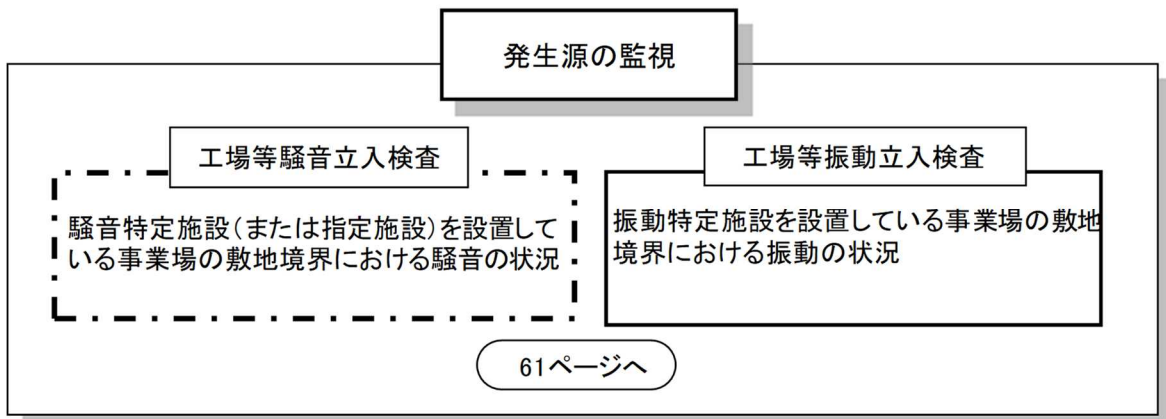 発生源の監視
工場等騒音立入検査
騒音特定施設（または指定施設）を設置して
いる事業場の敷地境界における騒音の状況
工場等振動立入検査
振動特定施設を設置している事業場の敷地
境界における振動の状況
61ページへ